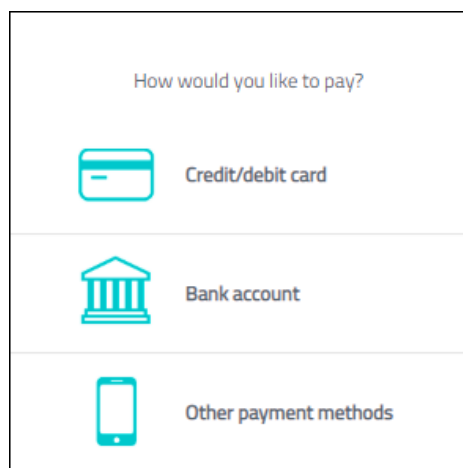 How would you like to pay?
Credit/debit card
Bank account
Other payment methods